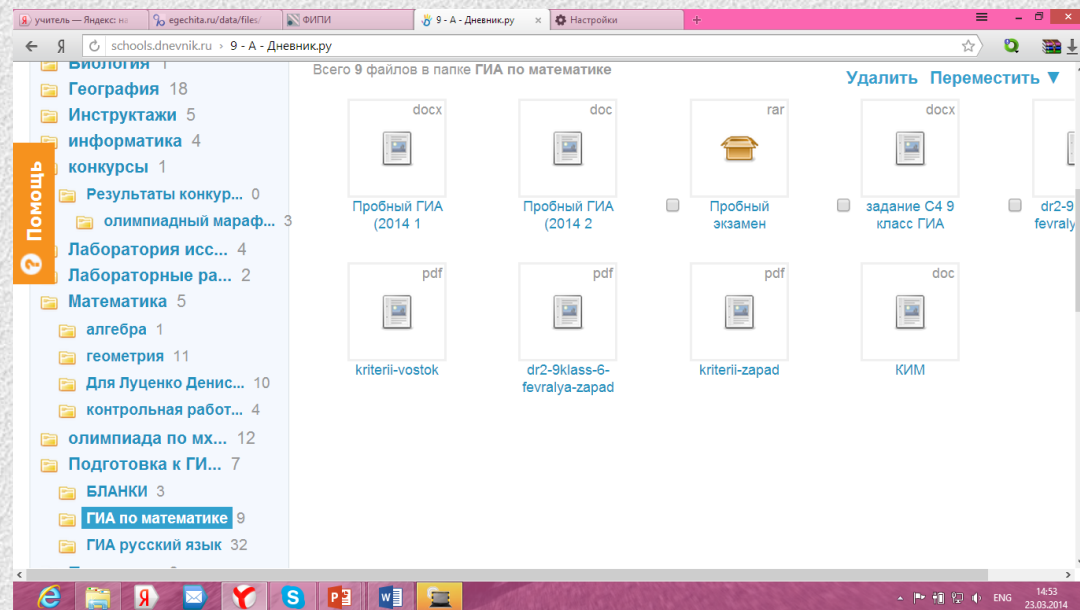 учитель — Яндекс: на
egechita.ru/data/files/
ФИПИ
9 - А - Дневник.ру
Настройки
schools.dnevnik.ru › 9 - А - Дневник.ру
Помощь
Биология 1
География 18
Инструктажи 5
информатика 4
конкурсы 1
Результаты конкур... 0
олимпиадный мараф... 3
Лаборатория исс... 4
Лабораторные ра... 2
Математика 5
алгебра 1
геометрия 11
Для Луценко Денис... 10
контрольная работ... 4
олимпиада по мх... 12
Подготовка к ГИ... 7
БЛАНКИ 3
ГИА по математике 9
ГИА русский язык 32
Всего 9 файлов в папке ГИА по математике
Удалить Переместить ▼
docx
Пробный ГИА
(2014 1
doc
Пробный ГИА
(2014 2
rar
Пробный
экзамен
docx
задание С4 9
класс ГИА
dr2-9
fevraly
pdf
kriterii-vostok
pdf
dr2-9klass-6-
fevralya-zapad
pdf
kriterii-zapad
doc
КИМ
ENG
14:53
23.03.2014